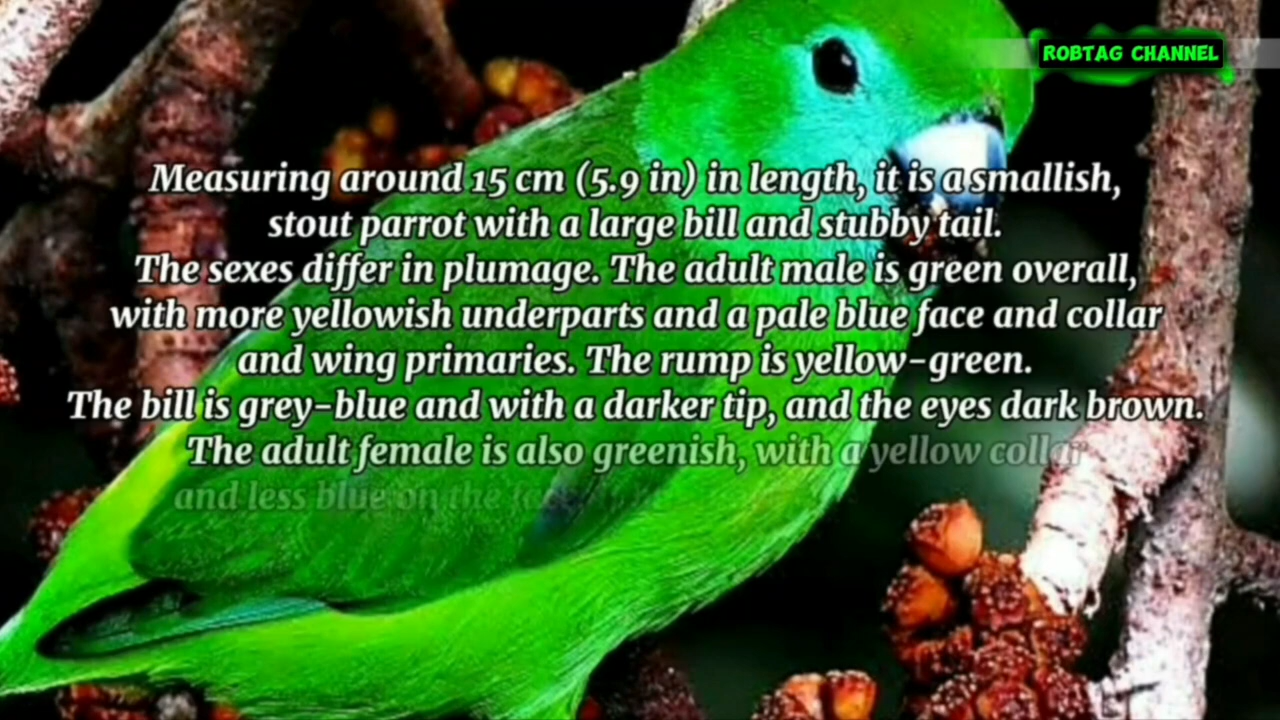 ROBTAG CHANNEL
Measuring around 15 cm (5.9 in) in length, it is a smallish,
stout parrot with a large bill and stubby tail.
The sexes differ in plumage. The adult male is green overall,
with more yellowish underparts and a pale blue face and collar
and wing primaries. The rump is yellow-green.
The bill is grey-blue and with a darker tip, and the eyes dark brown.
The adult female is also greenish, with a yellow collar
and less blue on the face.